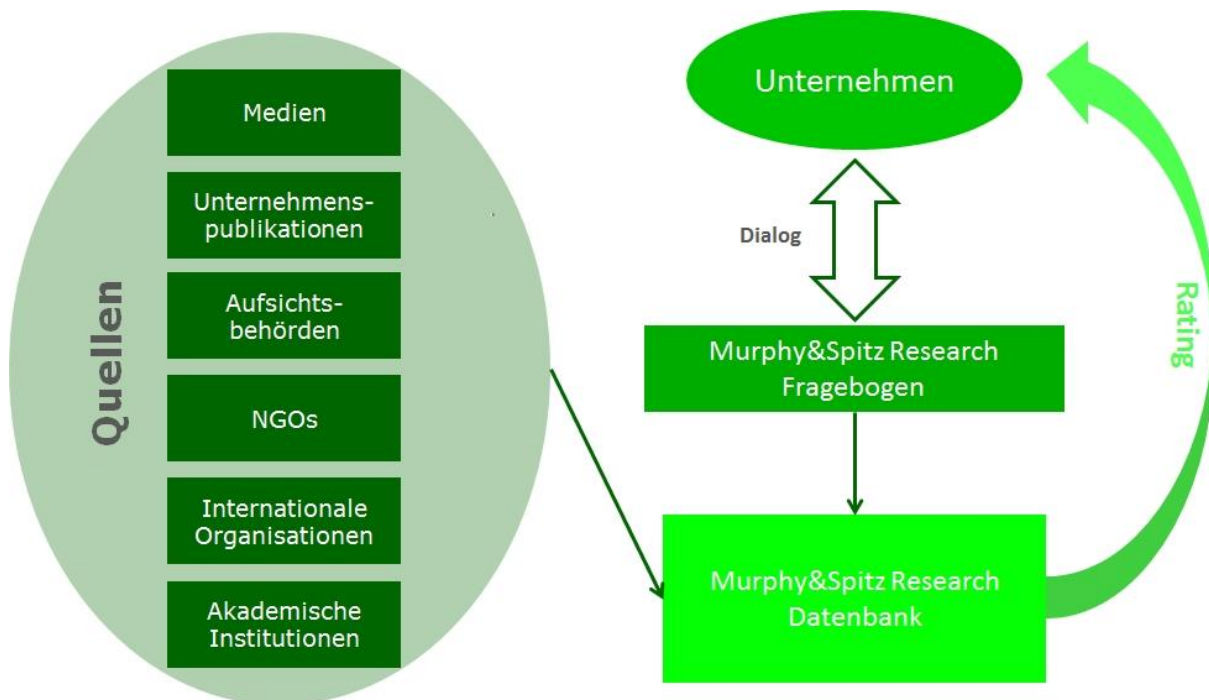 Quellen
Medien
Unternehmens-
publikationen
Aufsichts-
behörden
NGOs
Internationale
Organisationen
Akademische
Institutionen
Unternehmen
Dialog
Murphy&Spitz Research
Fragebogen
Murphy&Spitz Research
Datenbank
Rating